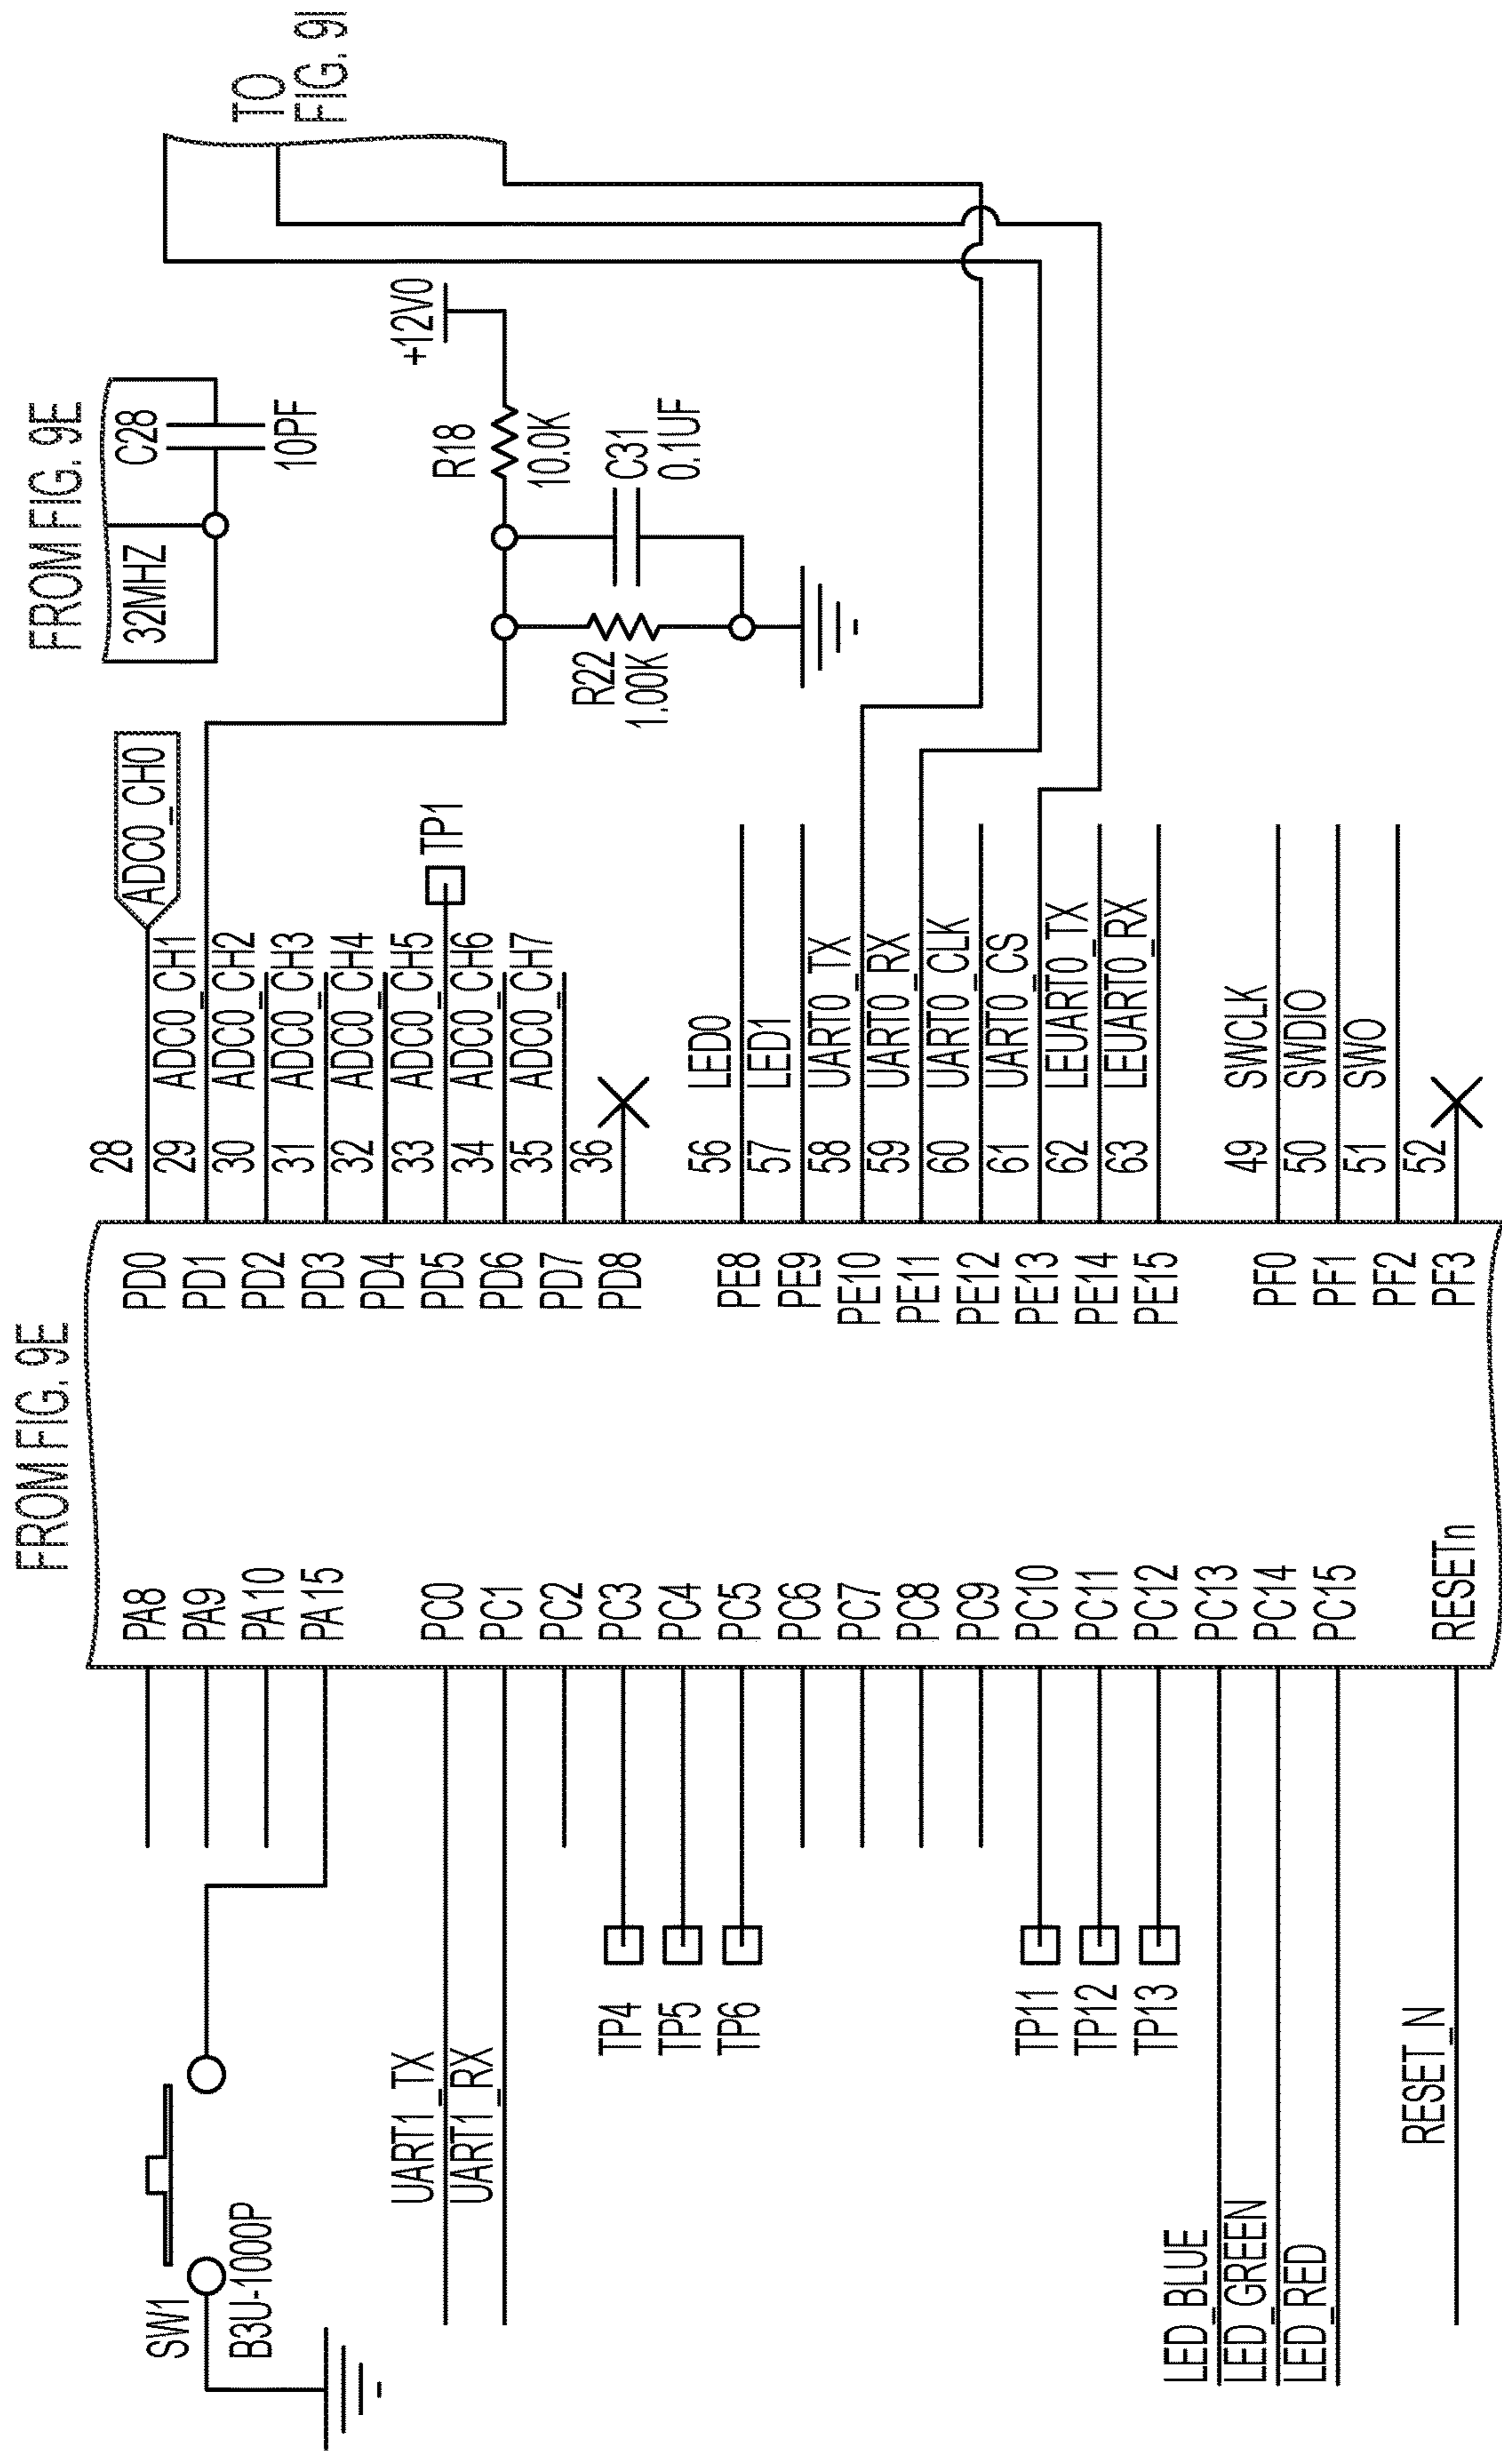 FROM FIG. 9E
FROM FIG. 9E
TO
FIG. 9I
SW1
B3U-1000P
PA8
PA9
PA10
PA15
UART1_TX
UART1_RX
PC0
PC1
PC2
TP4
PC3
TP5
PC4
TP6
PC5
PC6
PC7
PC8
PC9
TP11
PC10
TP12
PC11
TP13
PC12
LED_BLUE
PC13
LED_GREEN
PC14
LED_RED
PC15
RESET_N
RESETn
PD0
28
ADC0_CH0
PD1
29
ADC0_CH1
PD2
30
ADC0_CH2
PD3
31
ADC0_CH3
PD4
32
ADC0_CH4
PD5
33
ADC0_CH5
TP1
PD6
34
ADC0_CH6
PD7
35
ADC0_CH7
PD8
36
PE8
56
LED0
PE9
57
LED1
PE10
58
UART0_TX
PE11
59
UART0_RX
PE12
60
UART0_CLK
PE13
61
UART0_CS
PE14
62
LEUART0_TX
PE15
63
LEUART0_RX
PF0
49
SWCLK
PF1
50
SWDIO
PF2
51
SWO
PF3
52
32MHZ
C28
10PF
+12V0
R18
10.0K
C31
0.1UF
R22
1.00K